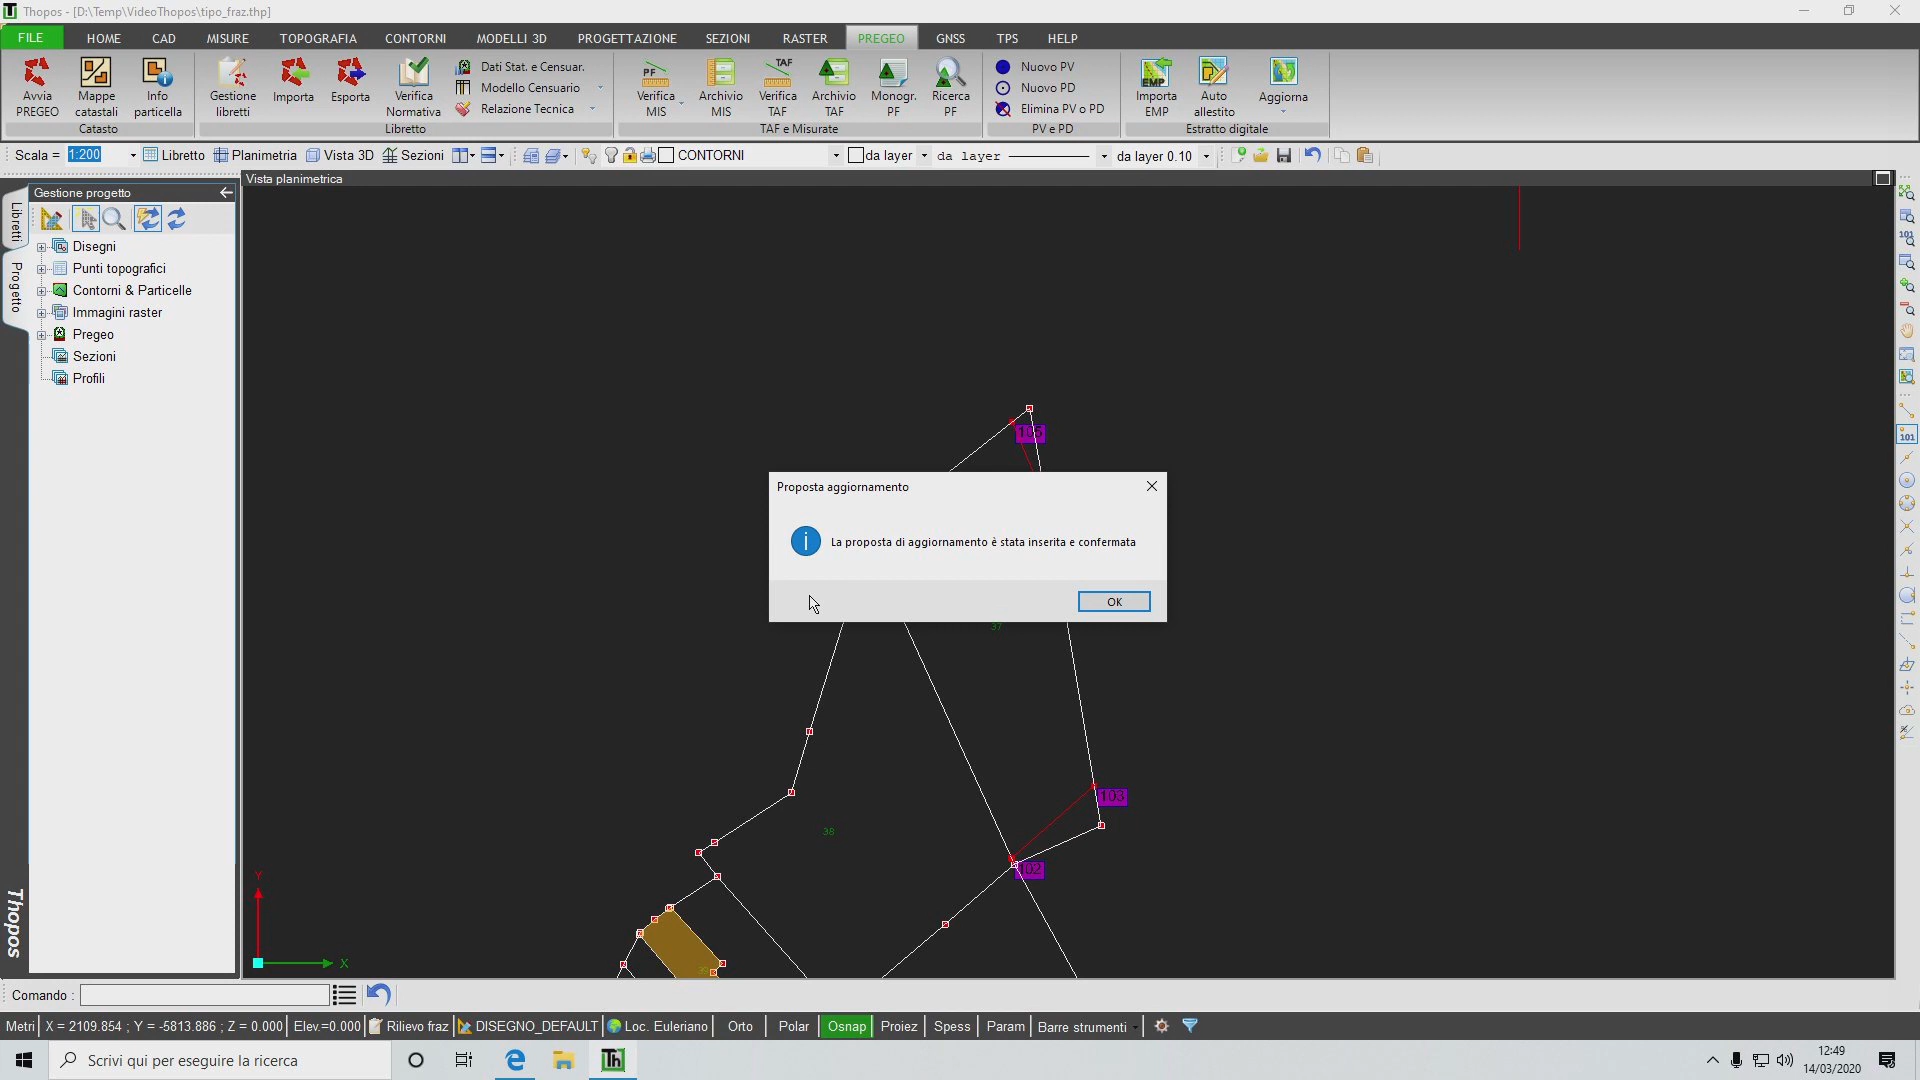 Thopos - [D:\Temp\VideoThopos\tipo_fraz.thp]
FILE HOME CAD MISURE TOPOGRAFIA CONTORNI MODELLI 3D PROGETTAZIONE SEZIONI RASTER PREGEO GNSS TPS HELP
Avvia PREGEO
Mappe catastali
Info particella
Catasto
Gestione libretti
Importa
Esporta
Verifica Normativa
Dati Stat. e Censuar.
Modello Censuario
Relazione Tecnica
Libretto
PF
Verifica MIS
Archivio MIS
TAF
Verifica TAF
Archivio TAF
Monogr. PF
Ricerca PF
TAF e Misurate
Nuovo PV
Nuovo PD
Elimina PV o PD
PV e PD
EMP
Importa EMP
Auto allestito
Aggiorna
Estratto digitale
Scala = 1:200 Libretto Planimetria Vista 3D Sezioni CONTORNI da layer da layer da layer 0.10
Gestione progetto
Vista planimetrica
Libretti
Progetto
Disegni
Punti topografici
Contorni & Particelle
Immagini raster
Pregeo
Sezioni
Profili
101
101
Proposta aggiornamento
La proposta di aggiornamento è stata inserita e confermata
OK
37
103
38
102
Y
X
Thopos
Comando :
Metri X = 2109.854 ; Y = -5813.886 ; Z = 0.000 Elev.=0.000 Rilievo fraz DISEGNO_DEFAULT Loc. Euleriano Orto Polar Osnap Proiez Spess Param Barre strumenti
Scrivi qui per eseguire la ricerca
Th
12:49
14/03/2020